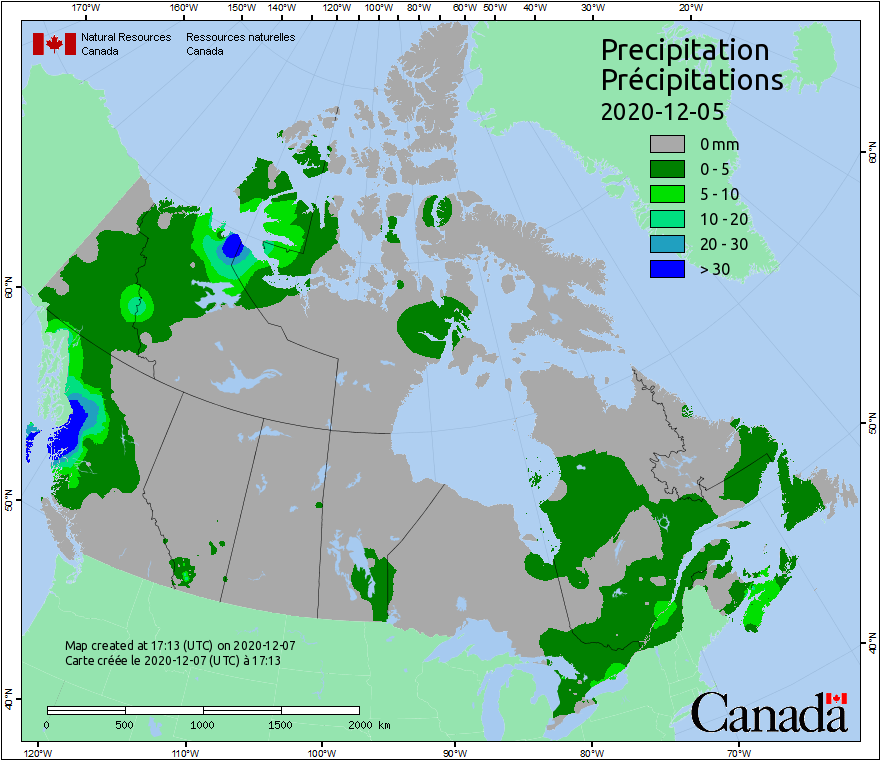 170°W 160°W 150°W 140°W 130°W 120°W 110°W 100°W 90°W 80°W 60°W 50°W 40°W 30°W 20°W
Natural Resources Ressources naturelles
Canada Canada
Precipitation
Précipitations
2020-12-05
0 mm
0 - 5
5 - 10
10 - 20
20 - 30
> 30
60°N
60°N
50°N
50°N
40°N
40°N
Map created at 17:13 (UTC) on 2020-12-07
Carte créée le 2020-12-07 (UTC) à 17:13
0 500 1000 1500 2000 km
Canada
120°W 110°W 100°W 90°W 80°W 70°W